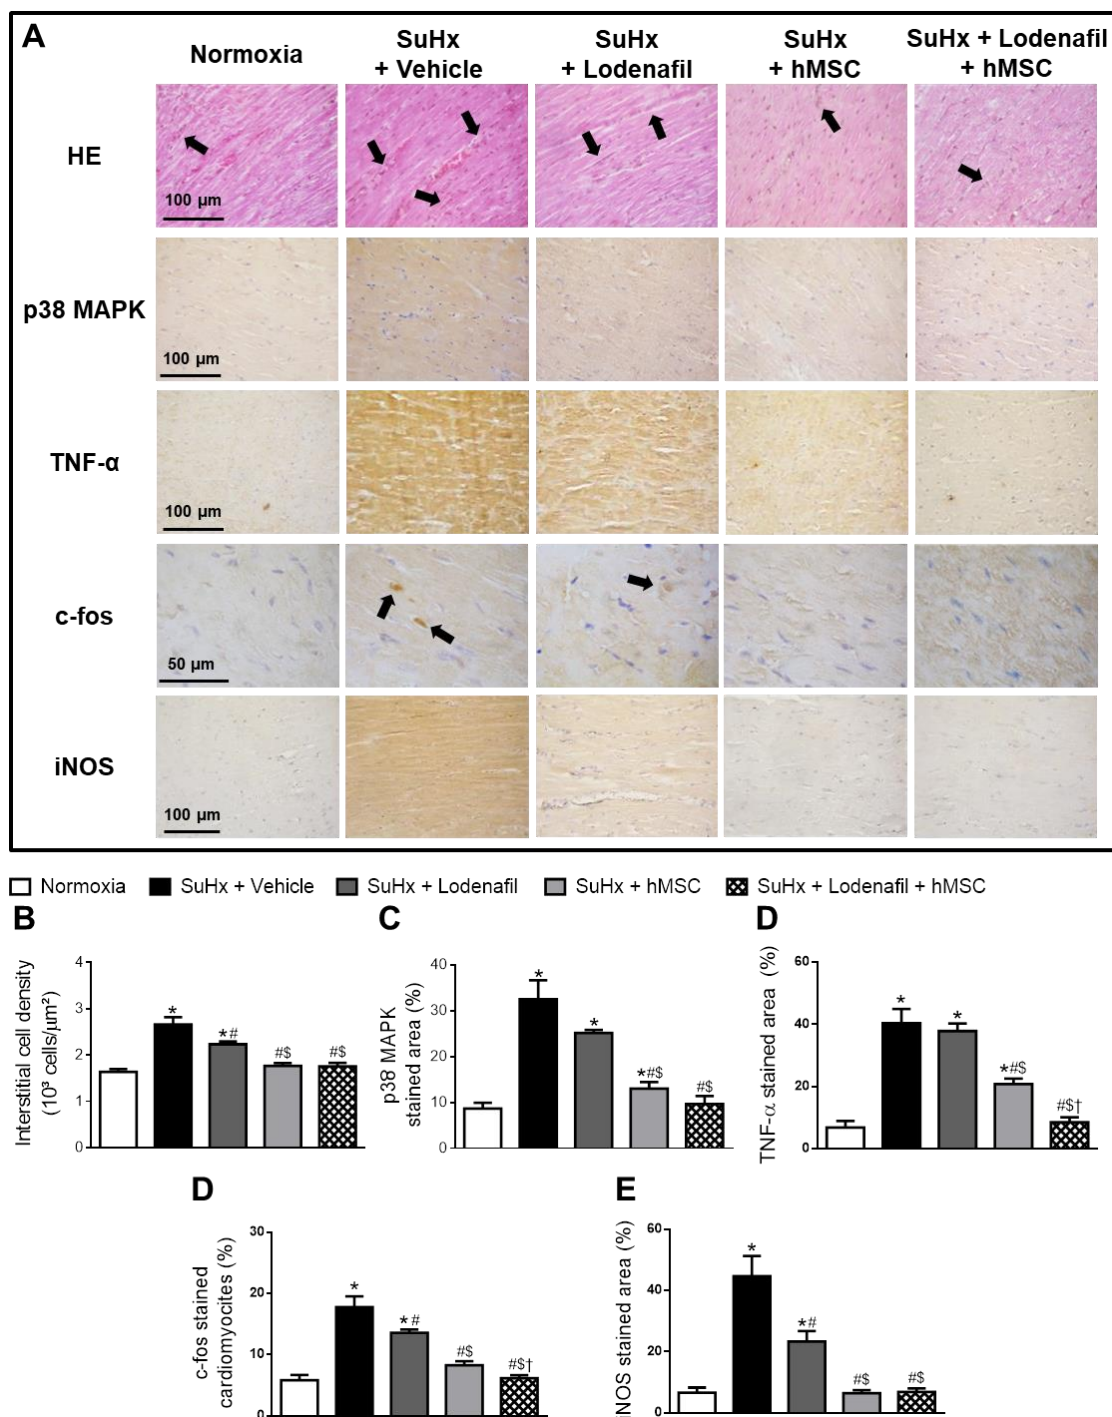 A
Normoxia
SuHx
+ Vehicle
SuHx
+ Lodenafil
SuHx
+ hMSC
SuHx + Lodenafil
+ hMSC
HE
100 µm
p38 MAPK
100 µm
TNF-α
100 µm
c-fos
50 µm
iNOS
100 µm
Normoxia
SuHx + Vehicle
SuHx + Lodenafil
SuHx + hMSC
SuHx + Lodenafil + hMSC
B
Interstitial cell density
(10³ cells/µm²)
4
3
2
1
0
*
*#
#$
#$
C
p38 MAPK
stained area (%)
40
30
20
10
0
*
*
*#$
#$
D
TNF-α stained area (%)
60
40
20
0
*
*
*#$
#$†
D
c-fos stained
cardiomyocites (%)
30
20
10
0
*
*#
#$
#$†
E
iNOS stained area (%)
60
40
20
0
*
*#
#$
#$